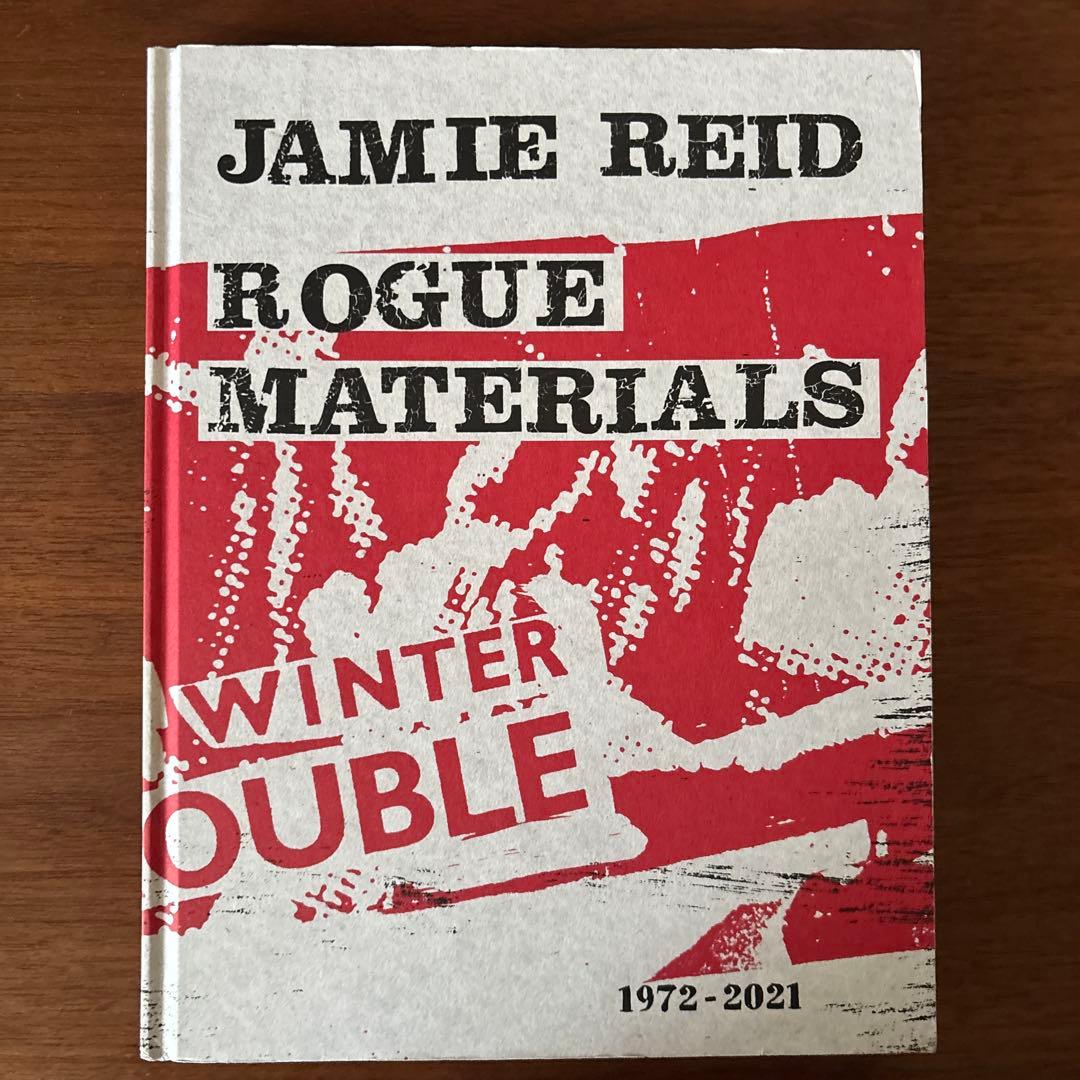 JAMIE REID
ROGUE
MATERIALS
WINTER
OUBLE
1972-2021